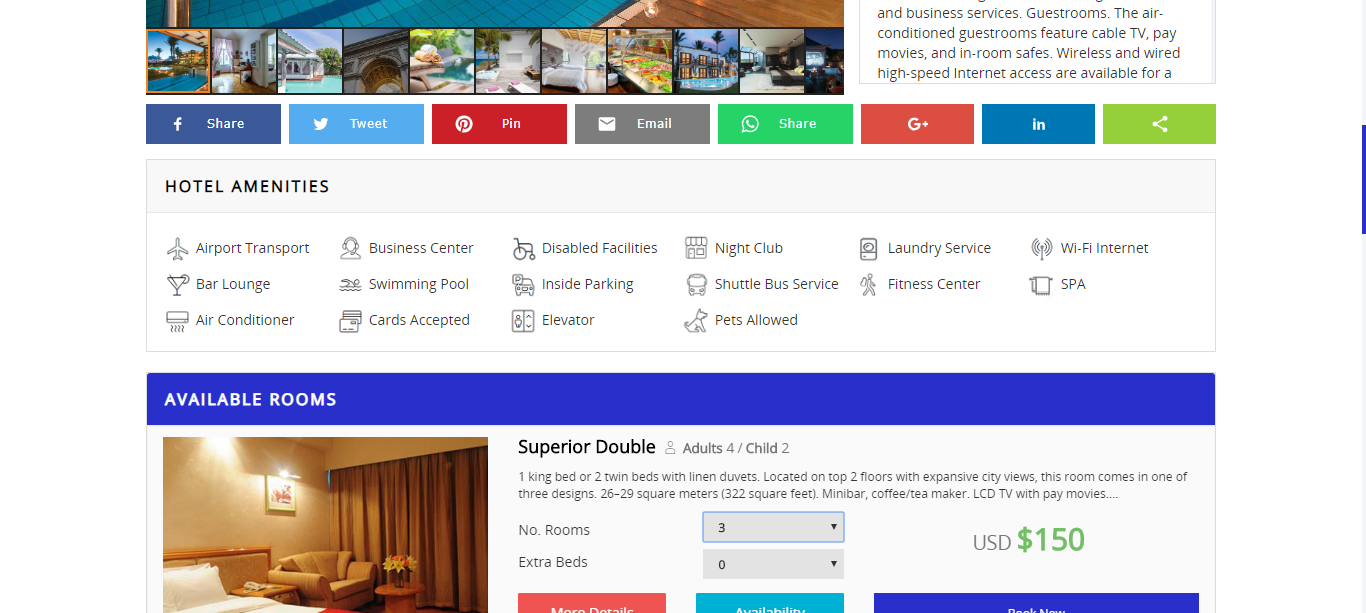 and business services. Guestrooms. The air-
conditioned guestrooms feature cable TV, pay
movies, and in-room safes. Wireless and wired
high-speed Internet access are available for a
Share
Tweet
Pin
Email
Share
G+
in
HOTEL AMENITIES
Airport Transport
Business Center
Disabled Facilities
Night Club
Laundry Service
Wi-Fi Internet
Bar Lounge
Swimming Pool
Inside Parking
Shuttle Bus Service
Fitness Center
SPA
Air Conditioner
Cards Accepted
Elevator
Pets Allowed
AVAILABLE ROOMS
Superior Double Adults 4 / Child 2
1 king bed or 2 twin beds with linen duvets. Located on top 2 floors with expansive city views, this room comes in one of
three designs. 26–29 square meters (322 square feet). Minibar, coffee/tea maker. LCD TV with pay movies....
No. Rooms 3
USD $150
Extra Beds 0
More Details
Availability
Book Now